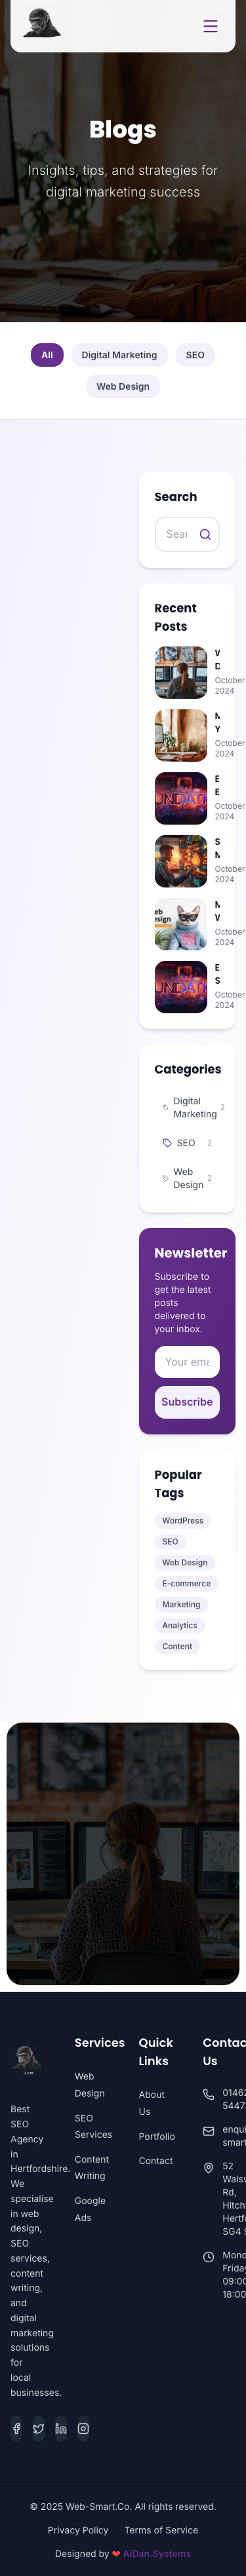 Blogs
Insights, tips, and strategies for
digital marketing success
All
Digital Marketing
SEO
Web Design
Search
Recent
Posts
October
2024
October
2024
October
2024
October
2024
October
2024
October
2024
Categories
Digital
Marketing
2
SEO
2
Web
Design
2
Newsletter
Subscribe to
get the latest
posts
delivered to
your inbox.
Your ema
Subscribe
Popular
Tags
WordPress
SEO
Web Design
E-commerce
Marketing
Analytics
Content
Best
SEO
Agency
in
Hertfordshire.
We
specialise
in web
design,
SEO
services,
content
writing,
and
digital
marketing
solutions
for
local
businesses.
Services
Web
Design
SEO
Services
Content
Writing
Google
Ads
Quick
Links
About
Us
Portfolio
Contact
Contac
Us
01462
5447
enqui
smart
52
Walsw
Rd,
Hitch
Hertf
SG4 9
Mond
Friday
09:00
18:00
© 2025 Web-Smart.Co. All rights reserved.
Privacy Policy
Terms of Service
Designed by ❤ AiDan.Systems